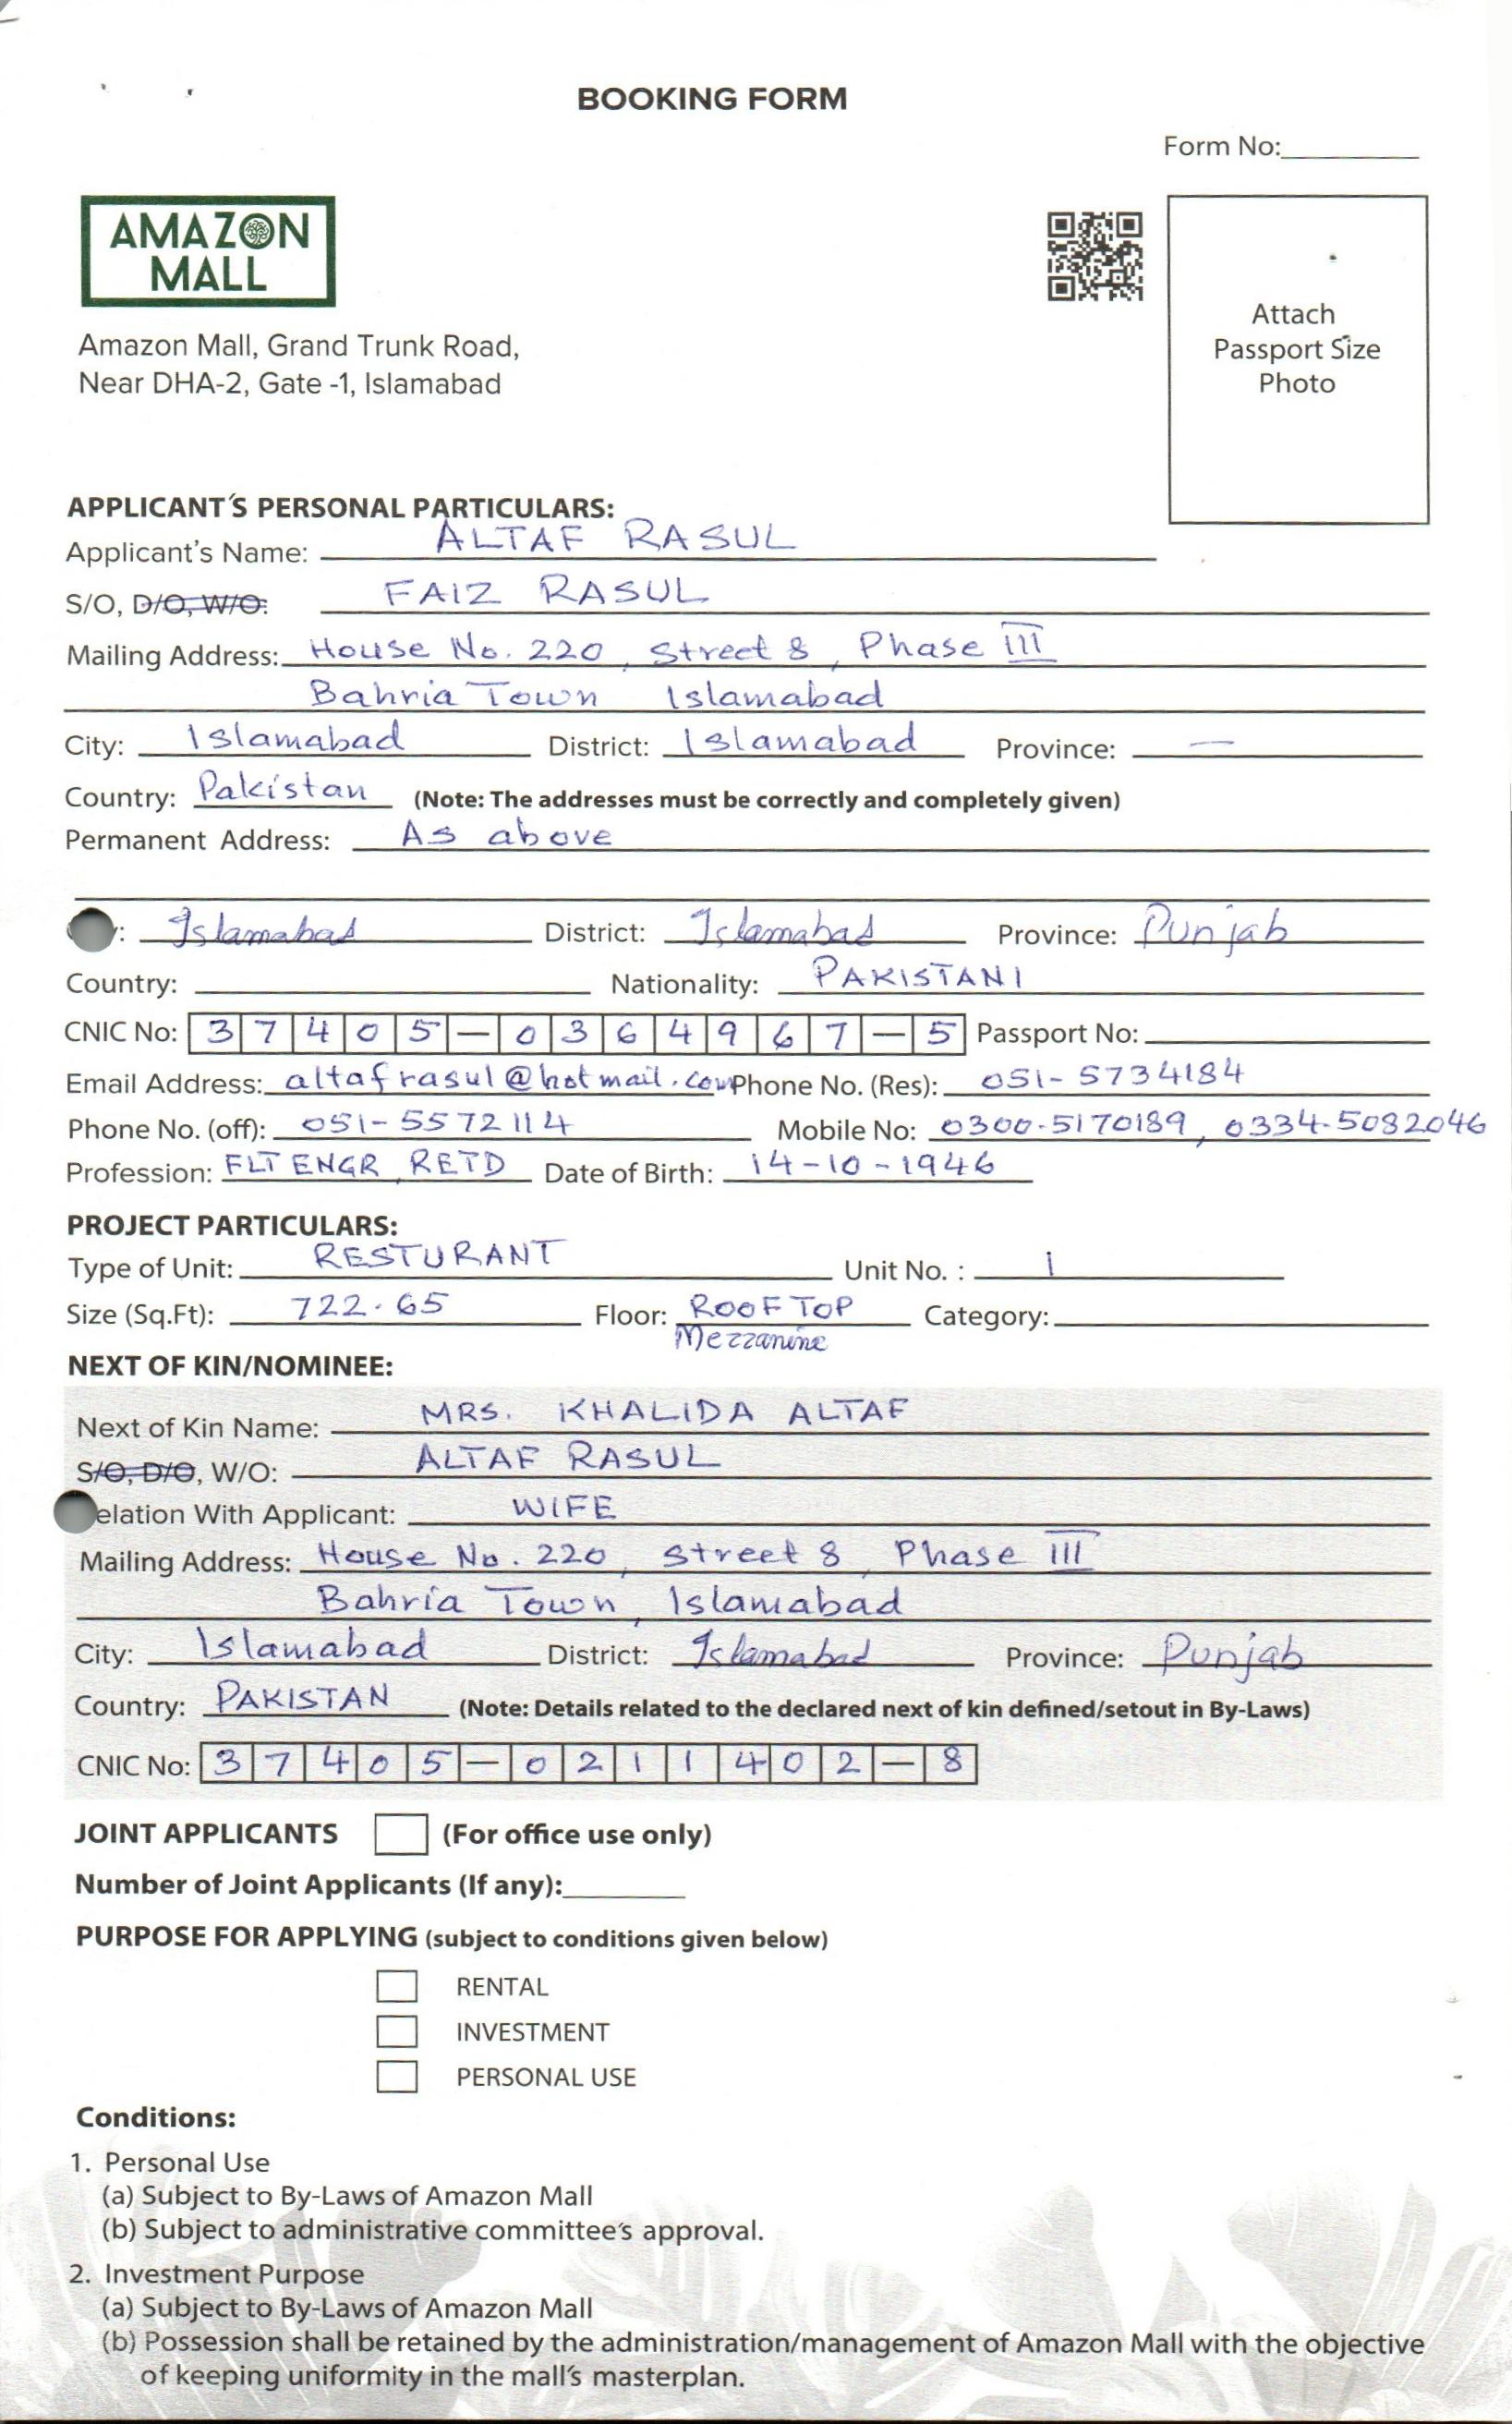 BOOKING FORM
Form No:
AMAZON
MALL
Amazon Mall, Grand Trunk Road,
Near DHA-2, Gate -1, Islamabad
Attach
Passport Size
Photo
APPLICANT'S PERSONAL PARTICULARS:
Applicant's Name: ALTAF RASUL
S/O, D/O, W/O: FAIZ RASUL
Mailing Address: House No. 220, Street 8, Phase III
Bahria Town Islamabad
City: Islamabad District: Islamabad Province: —
Country: Pakistan (Note: The addresses must be correctly and completely given)
Permanent Address: As above
: Islamabad District: Islamabad Province: Punjab
Country: Nationality: PAKISTANI
CNIC No: 37405-0364967-5 Passport No:
Email Address: altafrasul@hotmail.com Phone No. (Res): 051-5734184
Phone No. (off): 051-5572114 Mobile No: 0300-5170189, 0334-5082046
Profession: FLT ENGR, RETD Date of Birth: 14-10-1946
PROJECT PARTICULARS:
Type of Unit: RESTURANT Unit No. : 1
Size (Sq.Ft): 722.65 Floor: ROOF TOP Category:
Mezzanine
NEXT OF KIN/NOMINEE:
Next of Kin Name: MRS. KHALIDA ALTAF
S/O, D/O, W/O: ALTAF RASUL
elation With Applicant: WIFE
Mailing Address: House No. 220, Street 8, Phase III
Bahria Town, Islamabad
City: Islamabad District: Islamabad Province: Punjab
Country: PAKISTAN (Note: Details related to the declared next of kin defined/setout in By-Laws)
CNIC No: 37405-0211402-8
JOINT APPLICANTS (For office use only)
Number of Joint Applicants (If any):
PURPOSE FOR APPLYING (subject to conditions given below)
RENTAL
INVESTMENT
PERSONAL USE
Conditions:
1. Personal Use
(a) Subject to By-Laws of Amazon Mall
(b) Subject to administrative committee's approval.
2. Investment Purpose
(a) Subject to By-Laws of Amazon Mall
(b) Possession shall be retained by the administration/management of Amazon Mall with the objective
of keeping uniformity in the mall's masterplan.